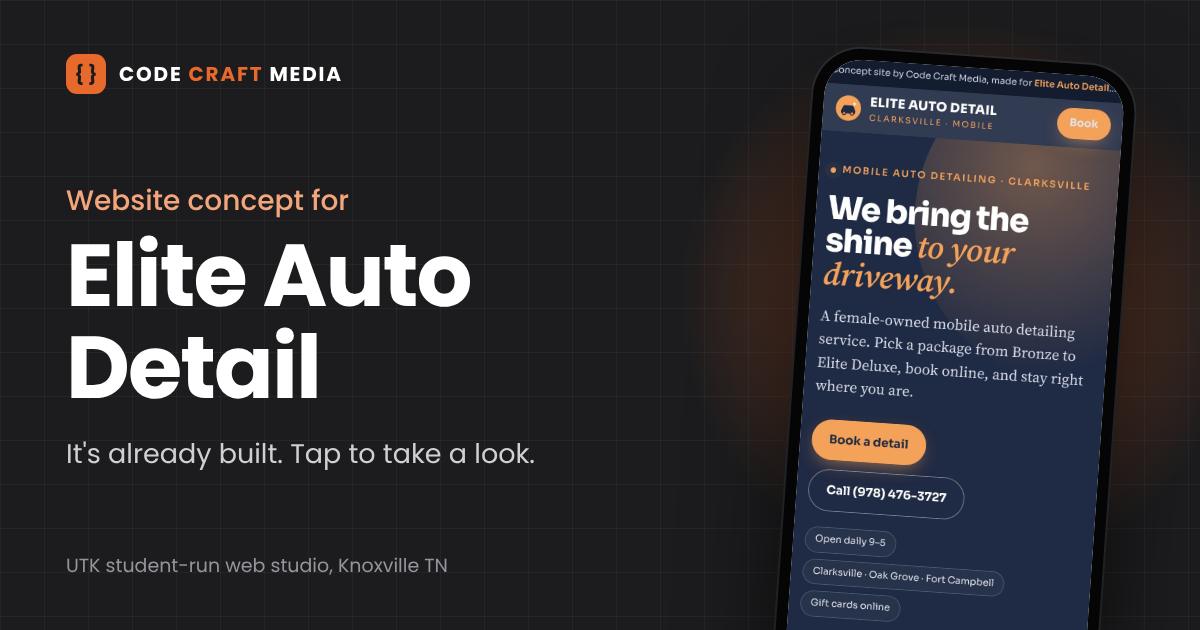 { } CODE CRAFT MEDIA
Website concept for
Elite Auto
Detail
It's already built. Tap to take a look.
UTK student-run web studio, Knoxville TN
concept site by Code Craft Media, made for Elite Auto Detail...
ELITE AUTO DETAIL
CLARKSVILLE · MOBILE
Book
MOBILE AUTO DETAILING · CLARKSVILLE
We bring the
shine to your
driveway.
A female-owned mobile auto detailing
service. Pick a package from Bronze to
Elite Deluxe, book online, and stay right
where you are.
Book a detail
Call (978) 476-3727
Open daily 9–5
Clarksville · Oak Grove · Fort Campbell
Gift cards online